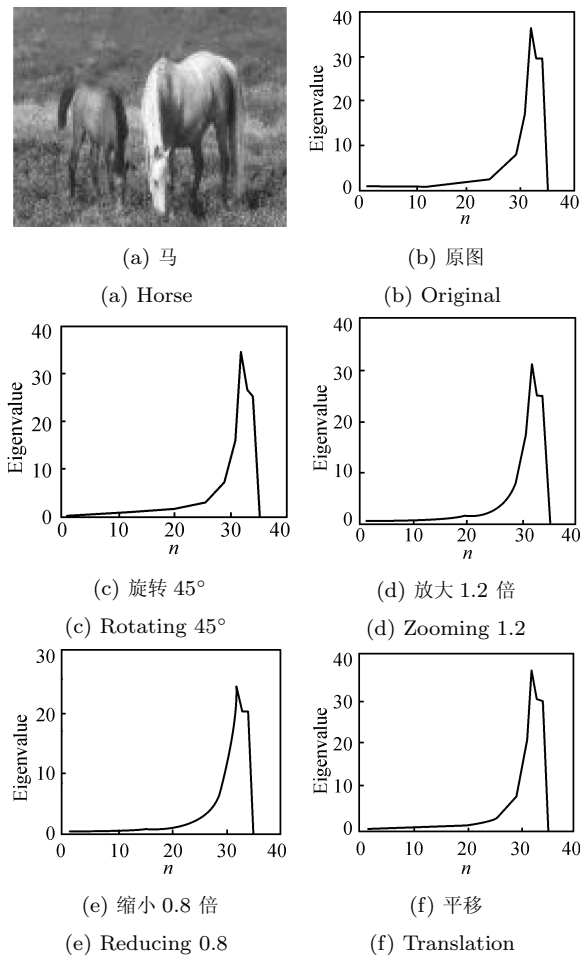 40
30
20
10
0
Eigenvalue
0 10 20 30 40
n
(a) 马
(b) 原图
(a) Horse
(b) Original
40
30
20
10
0
Eigenvalue
0 10 20 30 40
n
40
30
20
10
0
Eigenvalue
0 10 20 30 40
n
(c) 旋转 45°
(d) 放大 1.2 倍
(c) Rotating 45°
(d) Zooming 1.2
30
20
10
0
Eigenvalue
0 10 20 30 40
n
40
30
20
10
0
Eigenvalue
0 10 20 30 40
n
(e) 缩小 0.8 倍
(f) 平移
(e) Reducing 0.8
(f) Translation